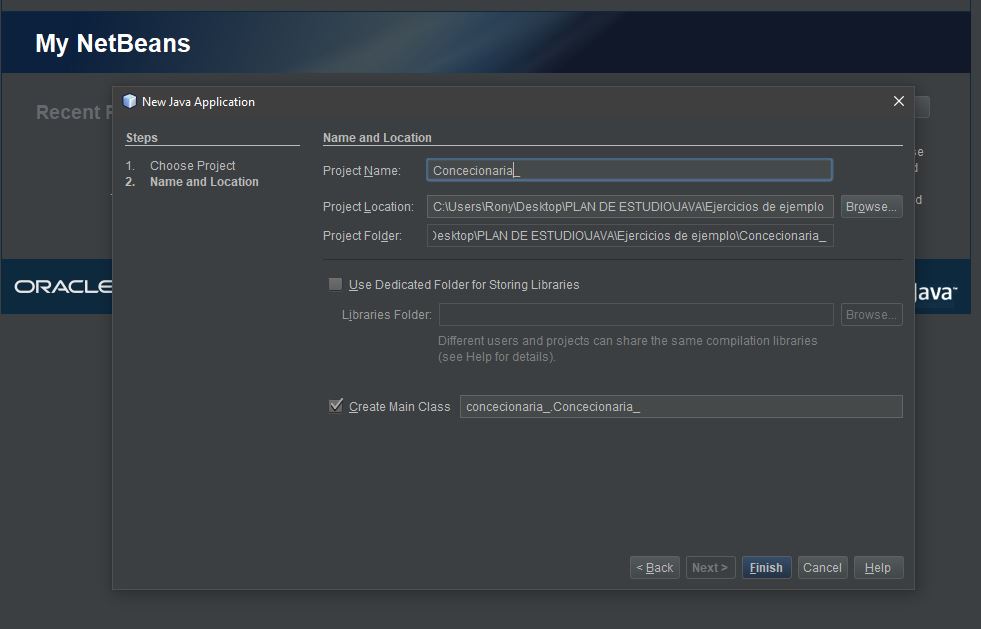 My NetBeans
Recent
New Java Application
Steps
1. Choose Project
2. Name and Location
Name and Location
Project Name: Concecionaria_
Project Location: C:\Users\Rony\Desktop\PLAN DE ESTUDIO\JAVA\Ejercicios de ejemplo Browse...
Project Folder: Desktop\PLAN DE ESTUDIO\JAVA\Ejercicios de ejemplo\Concecionaria_
Use Dedicated Folder for Storing Libraries
Libraries Folder: Browse...
Different users and projects can share the same compilation libraries
(see Help for details).
Create Main Class concecionaria_.Concecionaria_
ORACLE
Java™
< Back Next > Finish Cancel Help